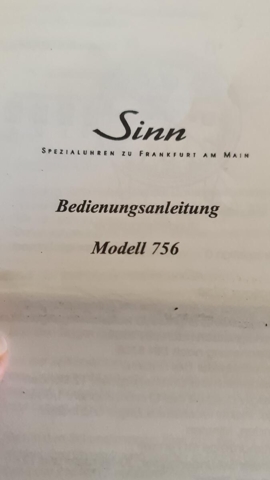 Sinn
SPEZIALUHREN ZU FRANKFURT AM MAIN
Bedienungsanleitung
Modell 756